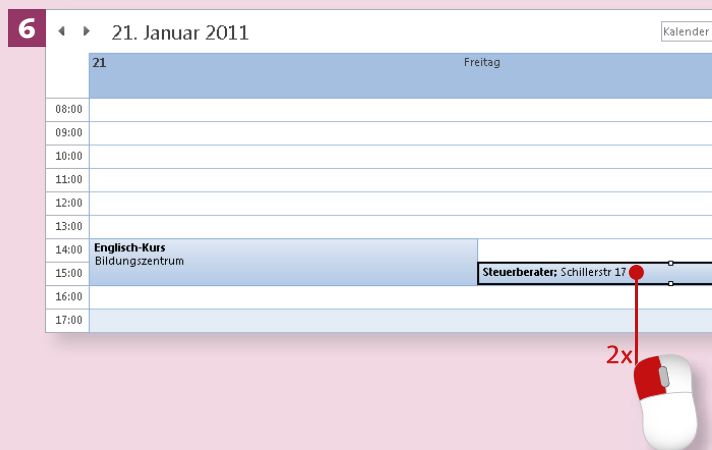 6
21. Januar 2011
Kalender
21
Freitag
08:00
09:00
10:00
11:00
12:00
13:00
14:00
Englisch-Kurs
Bildungszentrum
15:00
Steuerberater; Schillerstr 17
16:00
17:00
2x